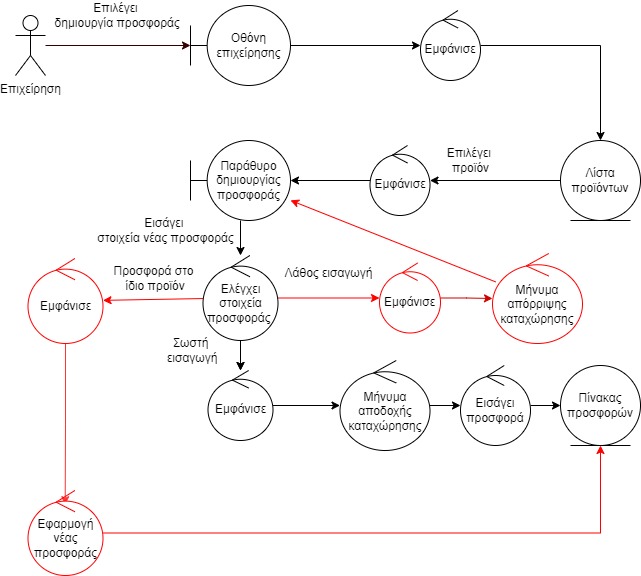 Επιλέγει
δημιουργία προσφοράς
Επιχείρηση
Οθόνη
επιχείρησης
Εμφάνισε
Λίστα
προϊόντων
Επιλέγει
προϊόν
Εμφάνισε
Παράθυρο
δημιουργίας
προσφοράς
Εισάγει
στοιχεία νέας προσφοράς
Ελέγχει
στοιχεία
προσφοράς
Προσφορά στο
ίδιο προϊόν
Εμφάνισε
Λάθος εισαγωγή
Εμφάνισε
Μήνυμα
απόρριψης
καταχώρησης
Σωστή
εισαγωγή
Εμφάνισε
Μήνυμα
αποδοχής
καταχώρησης
Εισάγει
προσφορά
Πίνακας
προσφορών
Εφαρμογή
νέας
προσφοράς